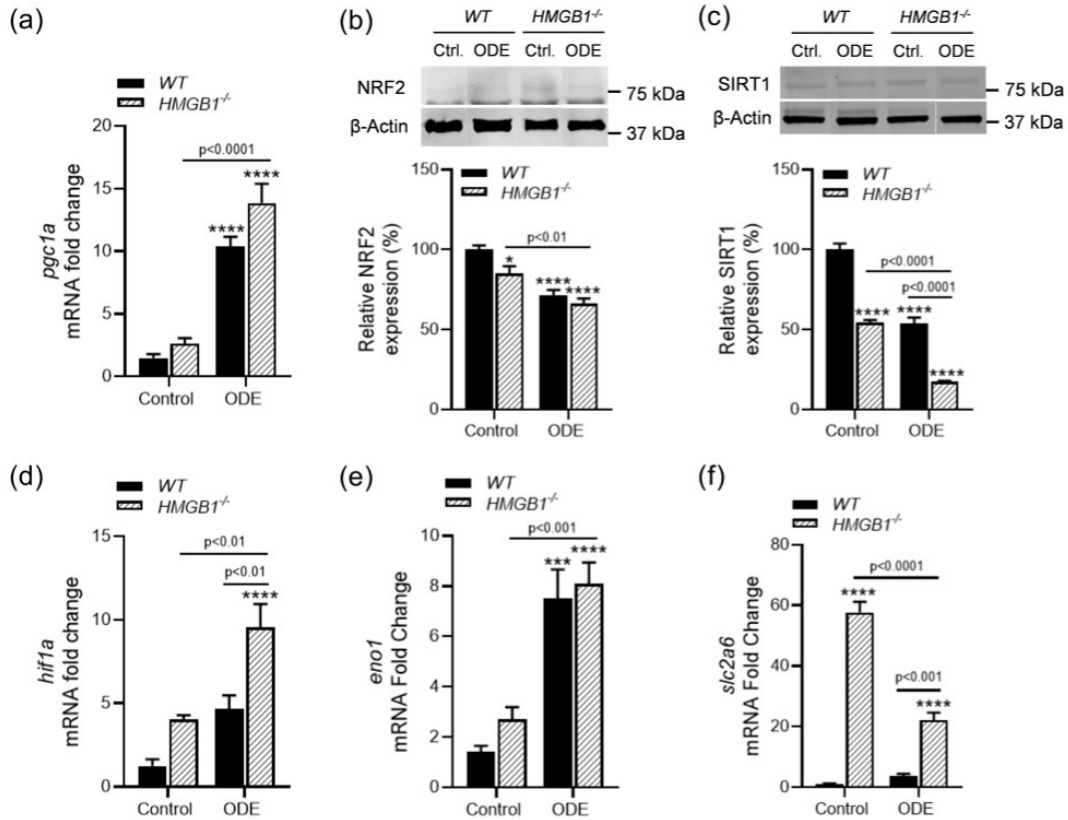 (a)
WT
HMGB1-/-
20
15
10
5
0
pgc1a
mRNA fold change
p<0.0001
****
****
Control
ODE
(b)
WT
HMGB1-/-
Ctrl.
ODE
Ctrl.
ODE
NRF2
75 kDa
β-Actin
37 kDa
WT
HMGB1-/-
150
100
50
0
Relative NRF2
expression (%)
p<0.01
*
****
****
Control
ODE
(c)
WT
HMGB1-/-
Ctrl.
ODE
Ctrl.
ODE
SIRT1
75 kDa
β-Actin
37 kDa
WT
HMGB1-/-
150
100
50
0
Relative SIRT1
expression (%)
p<0.0001
p<0.0001
****
****
****
Control
ODE
(d)
WT
HMGB1-/-
15
10
5
0
hif1a
mRNA fold change
p<0.01
p<0.01
****
Control
ODE
(e)
WT
HMGB1-/-
10
8
6
4
2
0
eno1
mRNA Fold Change
p<0.001
***
****
Control
ODE
(f)
WT
HMGB1-/-
80
60
40
20
0
slc2a6
mRNA Fold Change
p<0.0001
****
p<0.001
****
Control
ODE